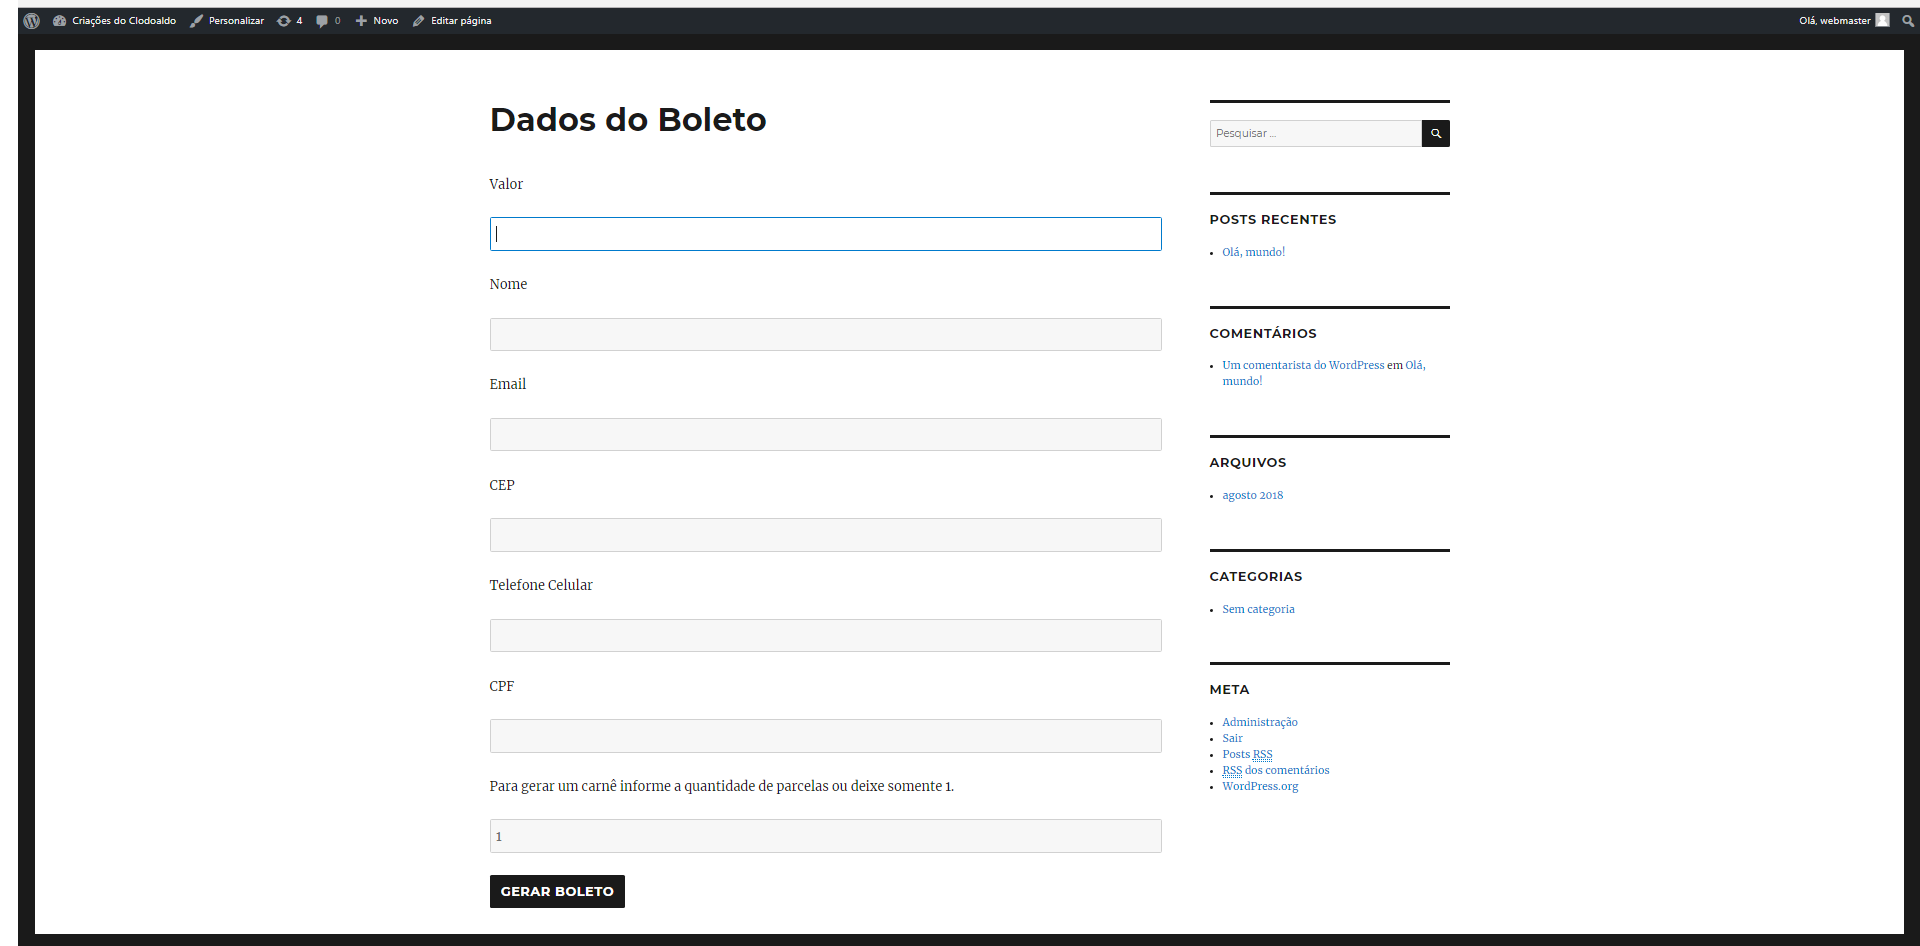 Criações do Clodoaldo Personalizar 4 0 Novo Editar página Olá, webmaster
Dados do Boleto
Valor
Nome
Email
CEP
Telefone Celular
CPF
Para gerar um carnê informe a quantidade de parcelas ou deixe somente 1.
1
GERAR BOLETO
Pesquisar …
POSTS RECENTES
Olá, mundo!
COMENTÁRIOS
Um comentarista do WordPress em Olá,
mundo!
ARQUIVOS
agosto 2018
CATEGORIAS
Sem categoria
META
Administração
Sair
Posts RSS
RSS dos comentários
WordPress.org